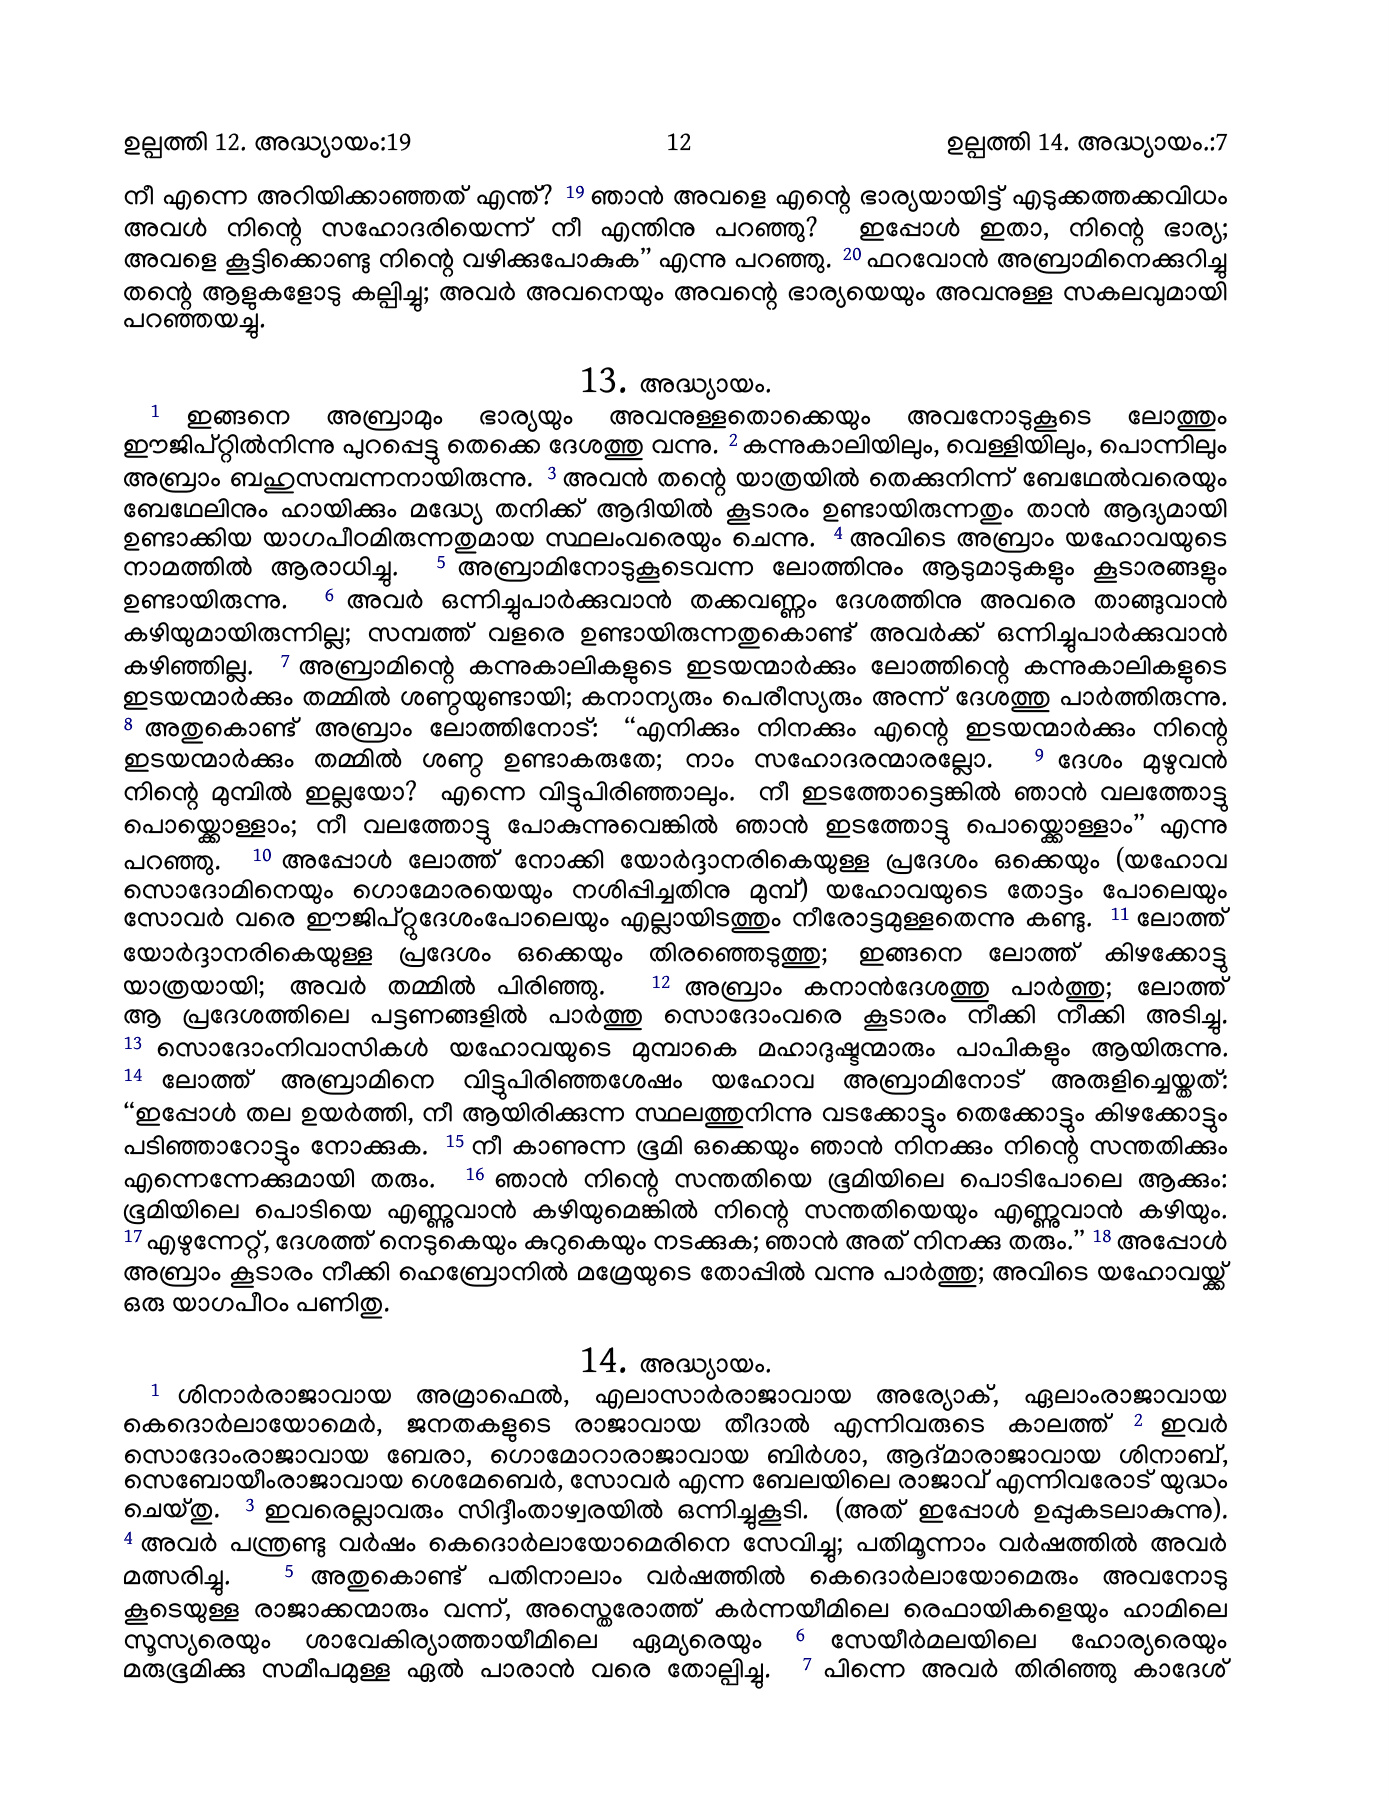 ഉല്പത്തി 12. അദ്ധ്യായം:19 12 ഉല്പത്തി 14. അദ്ധ്യായം.:7
നീ എന്നെ അറിയിക്കാഞ്ഞത് എന്ത്? 19 ഞാൻ അവളെ എന്റെ ഭാര്യയായിട്ട് എടുക്കത്തക്കവിധം
അവൾ നിന്റെ സഹോദരിയെന്ന് നീ എന്തിനു പറഞ്ഞു? ഇപ്പോൾ ഇതാ, നിന്റെ ഭാര്യ;
അവളെ കൂട്ടിക്കൊണ്ടു നിന്റെ വഴിക്കുപോകുക” എന്നു പറഞ്ഞു. 20 ഫറവോൻ അബ്രാമിനെക്കുറിച്ചു
തന്റെ ആളുകളോടു കല്പിച്ചു; അവർ അവനെയും അവന്റെ ഭാര്യയെയും അവനുള്ള സകലവുമായി
പറഞ്ഞയച്ചു.
13. അദ്ധ്യായം.
1 ഇങ്ങനെ അബ്രാമും ഭാര്യയും അവനുള്ളതൊക്കെയും അവനോടുകൂടെ ലോത്തും
ഈജിപ്റ്റിൽനിന്നു പുറപ്പെട്ടു തെക്കെ ദേശത്തു വന്നു. 2 കന്നുകാലിയിലും, വെള്ളിയിലും, പൊന്നിലും
അബ്രാം ബഹുസമ്പന്നനായിരുന്നു. 3 അവൻ തന്റെ യാത്രയിൽ തെക്കുനിന്ന് ബേഥേൽവരെയും
ബേഥേലിനും ഹായിക്കും മദ്ധ്യേ തനിക്ക് ആദിയിൽ കൂടാരം ഉണ്ടായിരുന്നതും താൻ ആദ്യമായി
ഉണ്ടാക്കിയ യാഗപീഠമിരുന്നതുമായ സ്ഥലംവരെയും ചെന്നു. 4 അവിടെ അബ്രാം യഹോവയുടെ
നാമത്തിൽ ആരാധിച്ചു. 5 അബ്രാമിനോടുകൂടെവന്ന ലോത്തിനും ആടുമാടുകളും കൂടാരങ്ങളും
ഉണ്ടായിരുന്നു. 6 അവർ ഒന്നിച്ചുപാർക്കുവാൻ തക്കവണ്ണം ദേശത്തിനു അവരെ താങ്ങുവാൻ
കഴിയുമായിരുന്നില്ല; സമ്പത്ത് വളരെ ഉണ്ടായിരുന്നതുകൊണ്ട് അവർക്ക് ഒന്നിച്ചുപാർക്കുവാൻ
കഴിഞ്ഞില്ല. 7 അബ്രാമിന്റെ കന്നുകാലികളുടെ ഇടയന്മാർക്കും ലോത്തിന്റെ കന്നുകാലികളുടെ
ഇടയന്മാർക്കും തമ്മിൽ ശണ്ഠയുണ്ടായി; കനാന്യരും പെരീസ്യരും അന്ന് ദേശത്തു പാർത്തിരുന്നു.
8 അതുകൊണ്ട് അബ്രാം ലോത്തിനോട്: “എനിക്കും നിനക്കും എന്റെ ഇടയന്മാർക്കും നിന്റെ
ഇടയന്മാർക്കും തമ്മിൽ ശണ്ഠ ഉണ്ടാകരുതേ; നാം സഹോദരന്മാരല്ലോ. 9 ദേശം മുഴുവൻ
നിന്റെ മുമ്പിൽ ഇല്ലയോ? എന്നെ വിട്ടുപിരിഞ്ഞാലും. നീ ഇടത്തോട്ടെങ്കിൽ ഞാൻ വലത്തോട്ടു
പൊയ്ക്കൊള്ളാം; നീ വലത്തോട്ടു പോകുന്നുവെങ്കിൽ ഞാൻ ഇടത്തോട്ടു പൊയ്ക്കൊള്ളാം” എന്നു
പറഞ്ഞു. 10 അപ്പോൾ ലോത്ത് നോക്കി യോർദ്ദാനരികെയുള്ള പ്രദേശം ഒക്കെയും (യഹോവ
സൊദോമിനെയും ഗൊമോരയെയും നശിപ്പിച്ചതിനു മുമ്പ്) യഹോവയുടെ തോട്ടം പോലെയും
സോവർ വരെ ഈജിപ്റ്റുദേശംപോലെയും എല്ലായിടത്തും നീരോട്ടമുള്ളതെന്നു കണ്ടു. 11 ലോത്ത്
യോർദ്ദാനരികെയുള്ള പ്രദേശം ഒക്കെയും തിരഞ്ഞെടുത്തു; ഇങ്ങനെ ലോത്ത് കിഴക്കോട്ടു
യാത്രയായി; അവർ തമ്മിൽ പിരിഞ്ഞു. 12 അബ്രാം കനാൻദേശത്തു പാർത്തു; ലോത്ത്
ആ പ്രദേശത്തിലെ പട്ടണങ്ങളിൽ പാർത്തു സൊദോംവരെ കൂടാരം നീക്കി നീക്കി അടിച്ചു.
13 സൊദോംനിവാസികൾ യഹോവയുടെ മുമ്പാകെ മഹാദുഷ്ടന്മാരും പാപികളും ആയിരുന്നു.
14 ലോത്ത് അബ്രാമിനെ വിട്ടുപിരിഞ്ഞശേഷം യഹോവ അബ്രാമിനോട് അരുളിച്ചെയ്തത്:
“ഇപ്പോൾ തല ഉയർത്തി, നീ ആയിരിക്കുന്ന സ്ഥലത്തുനിന്നു വടക്കോട്ടും തെക്കോട്ടും കിഴക്കോട്ടും
പടിഞ്ഞാറോട്ടും നോക്കുക. 15 നീ കാണുന്ന ഭൂമി ഒക്കെയും ഞാൻ നിനക്കും നിന്റെ സന്തതിക്കും
എന്നെന്നേക്കുമായി തരും. 16 ഞാൻ നിന്റെ സന്തതിയെ ഭൂമിയിലെ പൊടിപോലെ ആക്കും:
ഭൂമിയിലെ പൊടിയെ എണ്ണുവാൻ കഴിയുമെങ്കിൽ നിന്റെ സന്തതിയെയും എണ്ണുവാൻ കഴിയും.
17 എഴുന്നേറ്റ്, ദേശത്ത് നെടുകെയും കുറുകെയും നടക്കുക; ഞാൻ അത് നിനക്കു തരും.” 18 അപ്പോൾ
അബ്രാം കൂടാരം നീക്കി ഹെബ്രോനിൽ മമ്രേയുടെ തോപ്പിൽ വന്നു പാർത്തു; അവിടെ യഹോവയ്ക്ക്
ഒരു യാഗപീഠം പണിതു.
14. അദ്ധ്യായം.
1 ശിനാർരാജാവായ അമ്രാഫെൽ, എലാസാർരാജാവായ അര്യോക്, ഏലാംരാജാവായ
കെദൊർലായോമെർ, ജനതകളുടെ രാജാവായ തീദാൽ എന്നിവരുടെ കാലത്ത് 2 ഇവർ
സൊദോംരാജാവായ ബേരാ, ഗൊമോറാരാജാവായ ബിർശാ, ആദ്മാരാജാവായ ശിനാബ്,
സെബോയീംരാജാവായ ശെമേബെർ, സോവർ എന്ന ബേലയിലെ രാജാവ് എന്നിവരോട് യുദ്ധം
ചെയ്തു. 3 ഇവരെല്ലാവരും സിദ്ദീംതാഴ്വരയിൽ ഒന്നിച്ചുകൂടി. (അത് ഇപ്പോൾ ഉപ്പുകടലാകുന്നു).
4 അവർ പന്ത്രണ്ടു വർഷം കെദൊർലായോമെരിനെ സേവിച്ചു; പതിമൂന്നാം വർഷത്തിൽ അവർ
മത്സരിച്ചു. 5 അതുകൊണ്ട് പതിനാലാം വർഷത്തിൽ കെദൊർലായോമെരും അവനോടു
കൂടെയുള്ള രാജാക്കന്മാരും വന്ന്, അസ്തെരോത്ത് കർന്നയീമിലെ രെഫായികളെയും ഹാമിലെ
സൂസ്യരെയും ശാവേകിര്യാത്തായീമിലെ ഏമ്യരെയും 6 സേയീർമലയിലെ ഹോര്യരെയും
മരുഭൂമിക്കു സമീപമുള്ള ഏൽ പാരാൻ വരെ തോല്പിച്ചു. 7 പിന്നെ അവർ തിരിഞ്ഞു കാദേശ്